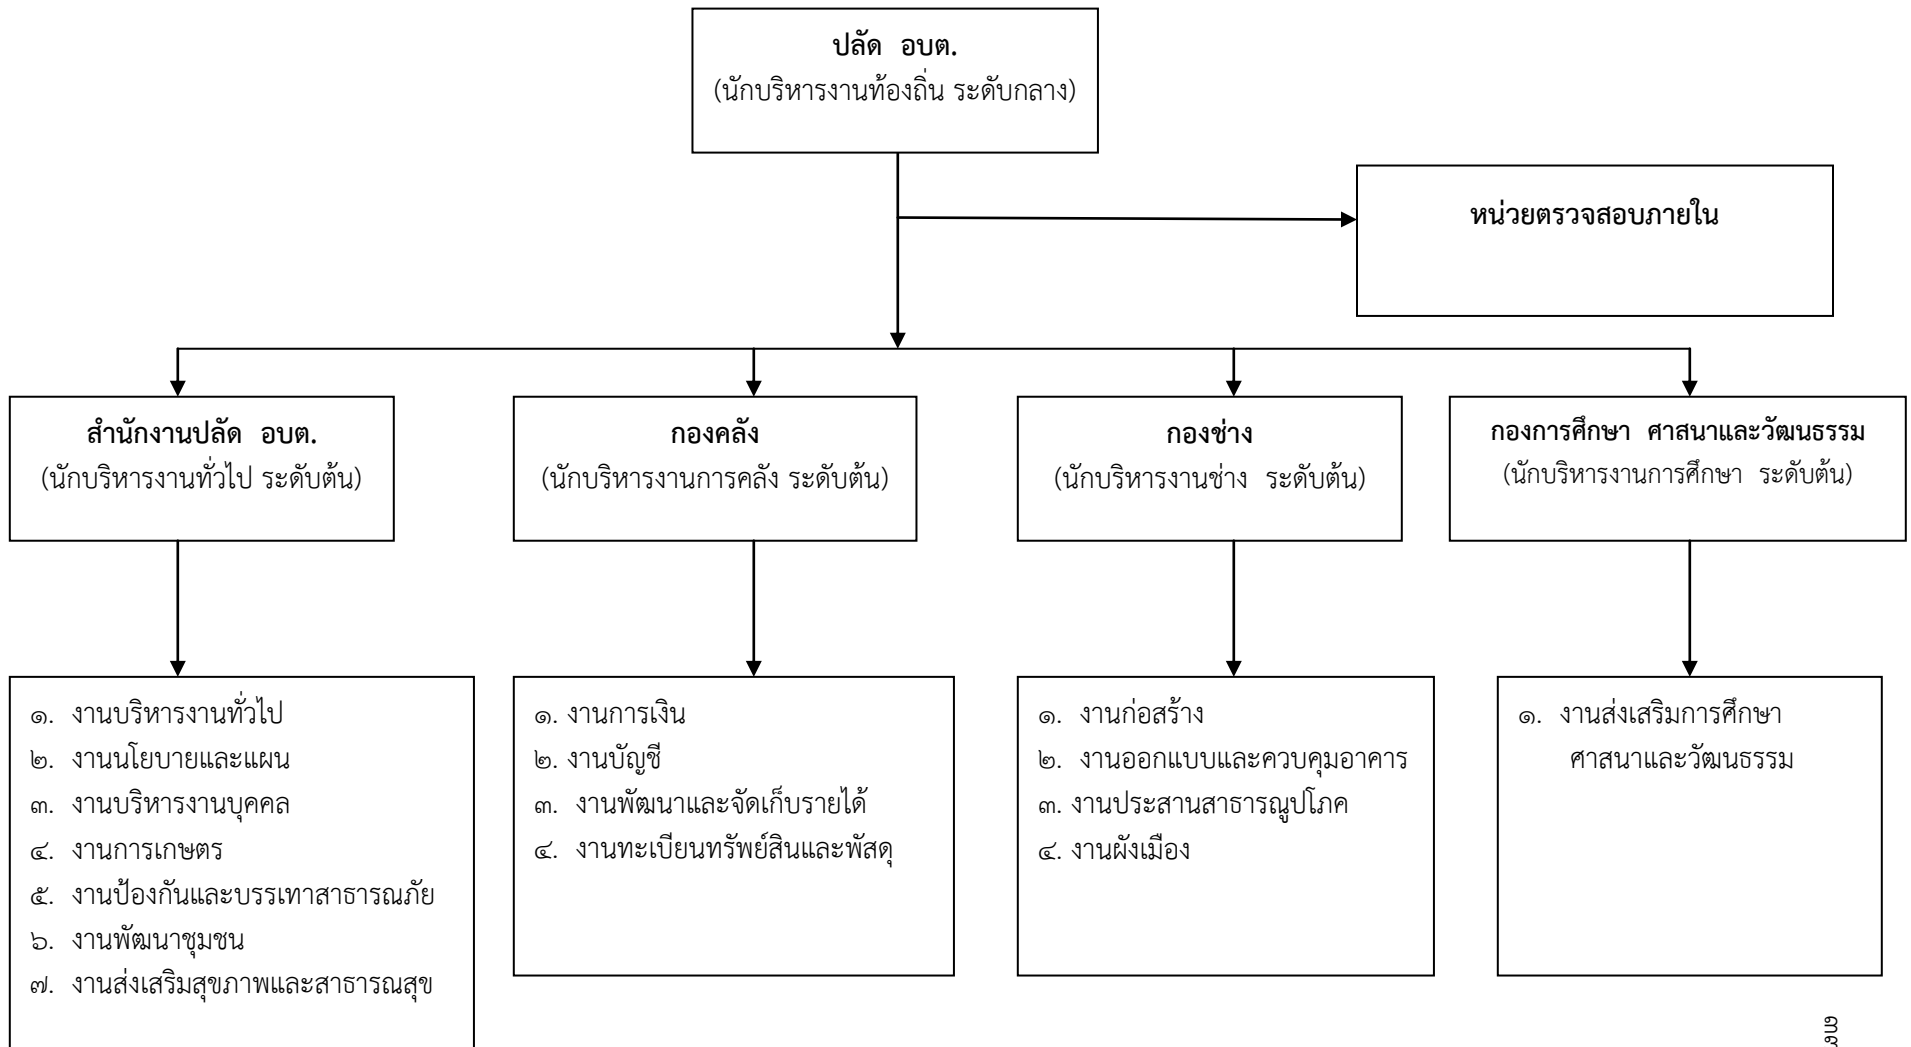 ปลัด อบต.
(นักบริหารงานท้องถิ่น ระดับกลาง)
หน่วยตรวจสอบภายใน
สำนักงานปลัด อบต.
(นักบริหารงานทั่วไป ระดับต้น)
กองคลัง
(นักบริหารงานการคลัง ระดับต้น)
กองช่าง
(นักบริหารงานช่าง ระดับต้น)
กองการศึกษา ศาสนาและวัฒนธรรม
(นักบริหารงานการศึกษา ระดับต้น)
๑. งานบริหารงานทั่วไป
๒. งานนโยบายและแผน
๓. งานบริหารงานบุคคล
๔. งานการเกษตร
๕. งานป้องกันและบรรเทาสาธารณภัย
๖. งานพัฒนาชุมชน
๗. งานส่งเสริมสุขภาพและสาธารณสุข
๑. งานการเงิน
๒. งานบัญชี
๓. งานพัฒนาและจัดเก็บรายได้
๔. งานทะเบียนทรัพย์สินและพัสดุ
๑. งานก่อสร้าง
๒. งานออกแบบและควบคุมอาคาร
๓. งานประสานสาธารณูปโภค
๔. งานผังเมือง
๑. งานส่งเสริมการศึกษา
ศาสนาและวัฒนธรรม